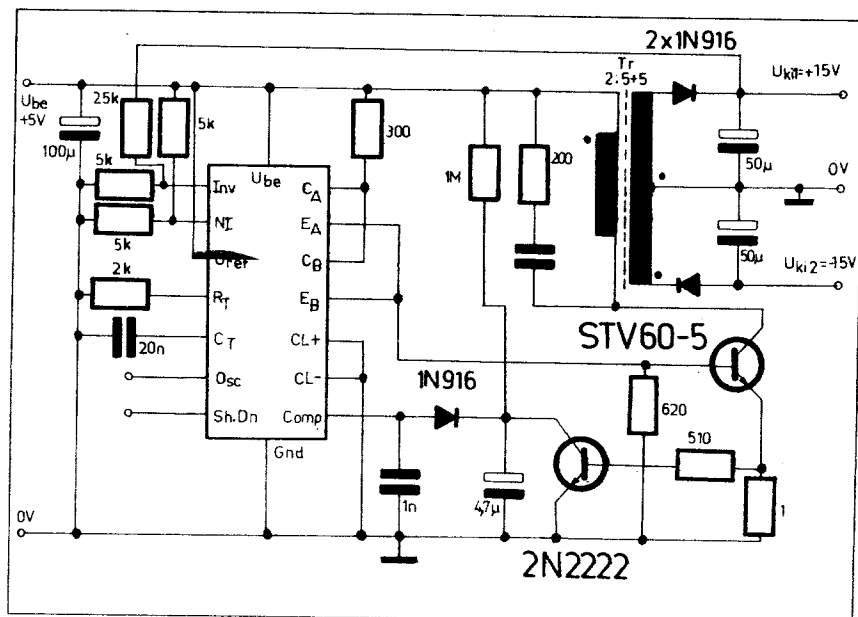 2x1N916
Tr
2.5+5
Uki1=+15V
Ube
+5V
25k
5k
100µ
300
1M
200
50µ
0V
5k
Ube
Inv
CA
NI
EA
5k
Uref
CB
50µ
Uki2=-15V
2k
RT
EB
20n
CT
CL+
STV60-5
Osc
CL-
1N916
Sh.Dn
Comp
620
510
Gnd
1n
4,7µ
1
0V
2N2222